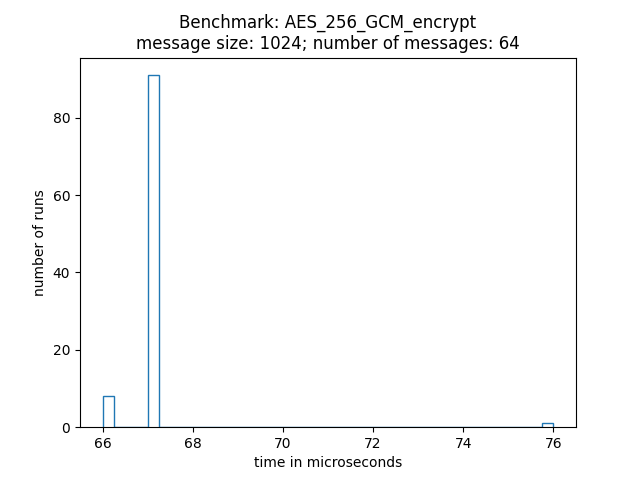 Benchmark: AES_256_GCM_encrypt
message size: 1024; number of messages: 64
number of runs
80
60
40
20
0
66 68 70 72 74 76
time in microseconds